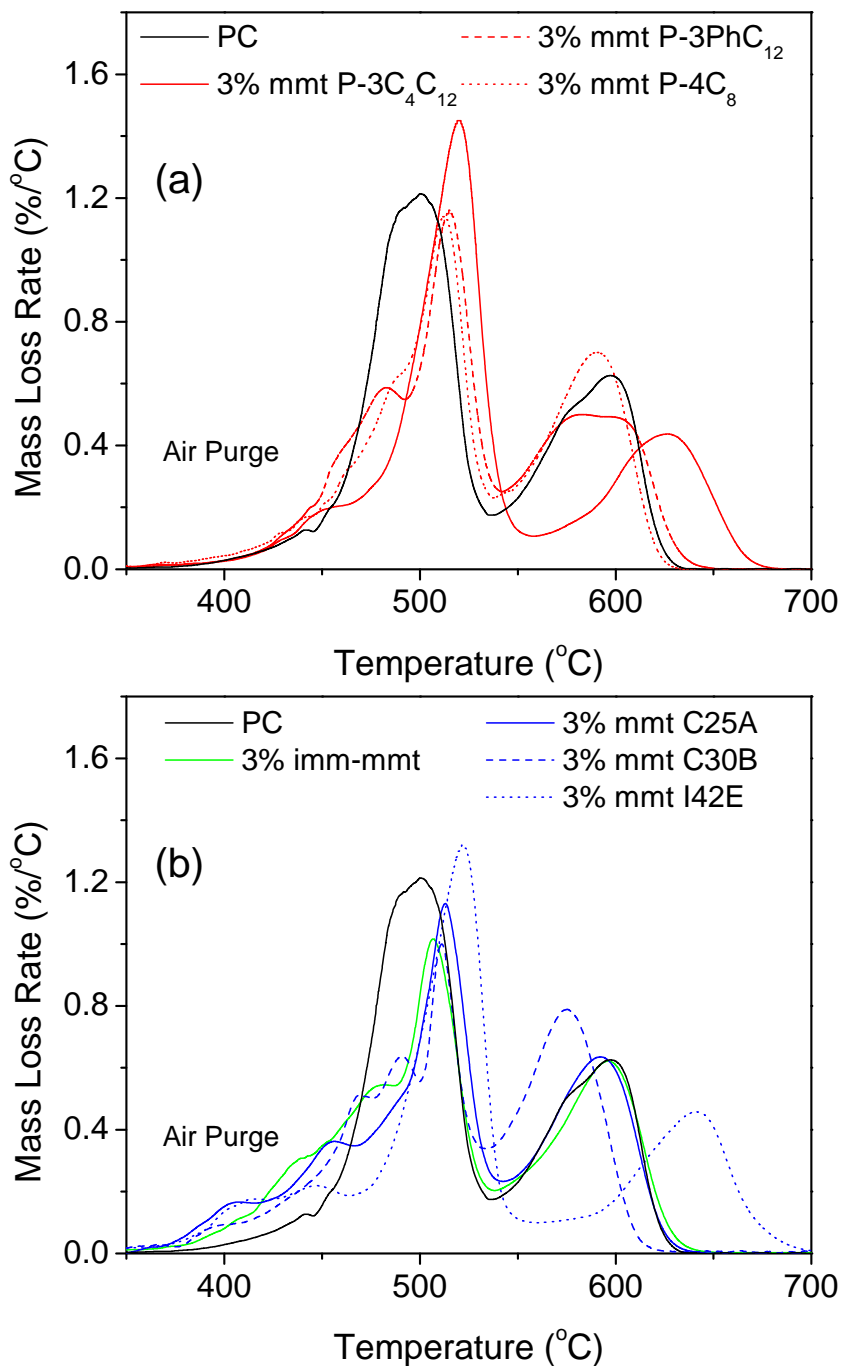 PC
3% mmt P-3PhC₁₂
3% mmt P-3C₄C₁₂
3% mmt P-4C₈
(a)
Air Purge
Mass Loss Rate (%/°C)
1.6
1.2
0.8
0.4
0.0
400
500
600
700
Temperature (°C)
PC
3% mmt C25A
3% imm-mmt
3% mmt C30B
3% mmt I42E
(b)
Air Purge
Mass Loss Rate (%/°C)
1.6
1.2
0.8
0.4
0.0
400
500
600
700
Temperature (°C)